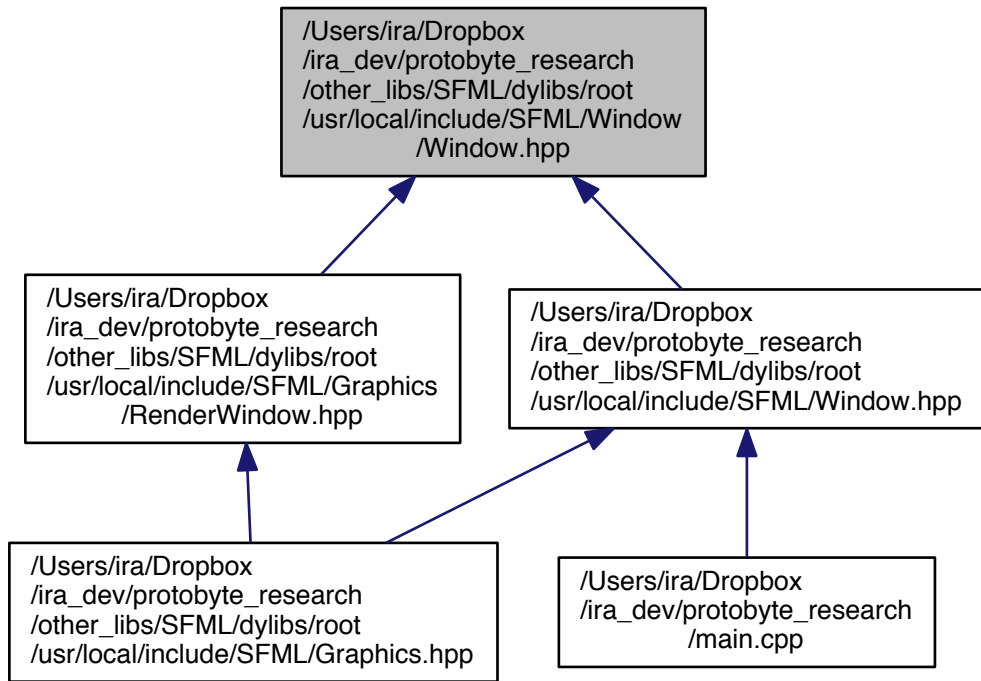 /Users/ira/Dropbox
/ira_dev/protobyte_research
/other_libs/SFML/dylibs/root
/usr/local/include/SFML/Window
/Window.hpp
/Users/ira/Dropbox
/ira_dev/protobyte_research
/other_libs/SFML/dylibs/root
/usr/local/include/SFML/Graphics
/RenderWindow.hpp
/Users/ira/Dropbox
/ira_dev/protobyte_research
/other_libs/SFML/dylibs/root
/usr/local/include/SFML/Window.hpp
/Users/ira/Dropbox
/ira_dev/protobyte_research
/other_libs/SFML/dylibs/root
/usr/local/include/SFML/Graphics.hpp
/Users/ira/Dropbox
/ira_dev/protobyte_research
/main.cpp